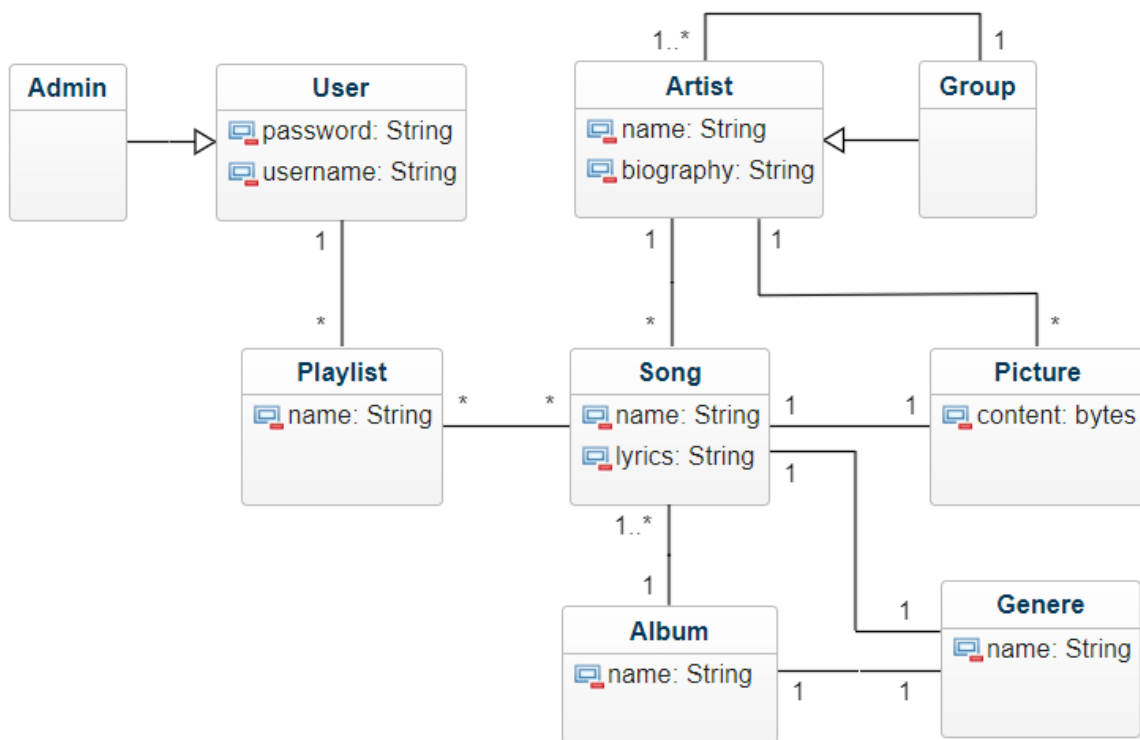 1..*
1
Admin
User
password: String
username: String
Artist
name: String
biography: String
Group
1
*
1
*
1
*
Playlist
name: String
*
*
Song
name: String
lyrics: String
1
1
Picture
content: bytes
1
1
1..*
1
Album
name: String
1
1
Genere
name: String